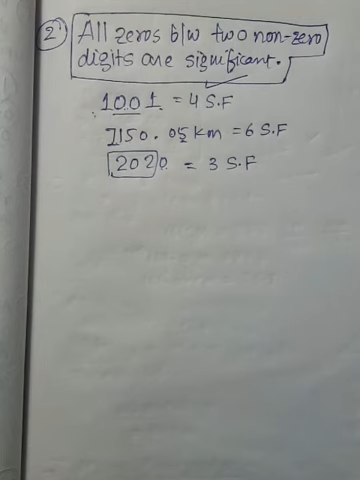 2) All zeros b/w two non-zero
digits are significant.
1001 = 4 S.F
7150.05 km = 6 S.F
2020 = 3 S.F